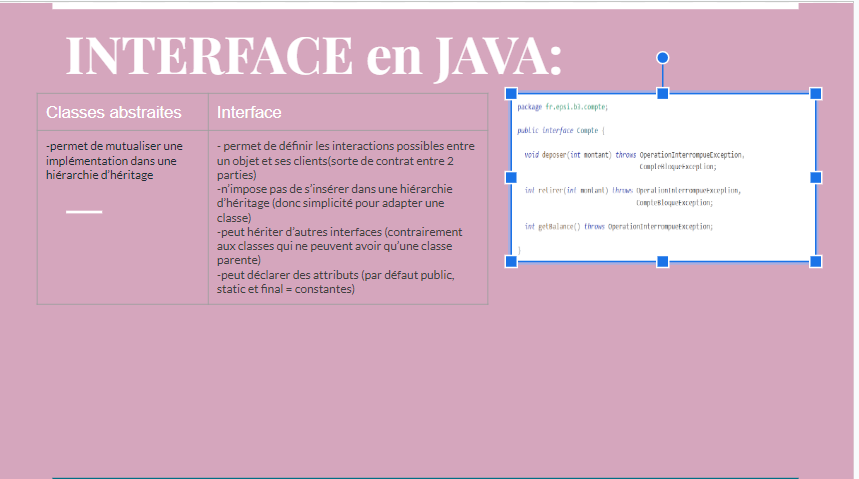 INTERFACE en JAVA:
Classes abstraites
Interface
-permet de mutualiser une
implémentation dans une
hiérarchie d'héritage
- permet de définir les interactions possibles entre
un objet et ses clients(sorte de contrat entre 2
parties)
-n'impose pas de s'insérer dans une hiérarchie
d'héritage (donc simplicité pour adapter une
classe)
-peut hériter d'autres interfaces (contrairement
aux classes qui ne peuvent avoir qu'une classe
parente)
-peut déclarer des attributs (par défaut public,
static et final = constantes)
package fr.epsi.b3.compte;
public interface Compte {
void deposer(int montant) throws OperationInterrompueException,
CompteBloqueException;
int retirer(int montant) throws OperationInterrompueException,
CompteBloqueException;
int getBalance() throws OperationInterrompueException;
}